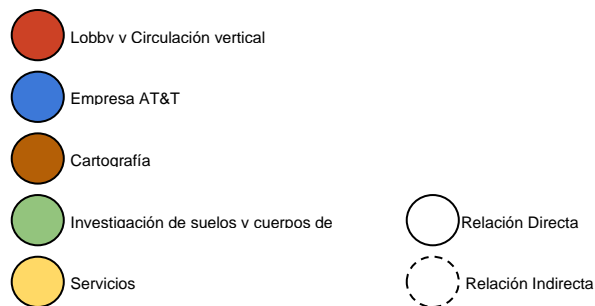 Lobby y Circulación vertical
Empresa AT&T
Cartografía
Investigación de suelos y cuerpos de
Relación Directa
Servicios
Relación Indirecta